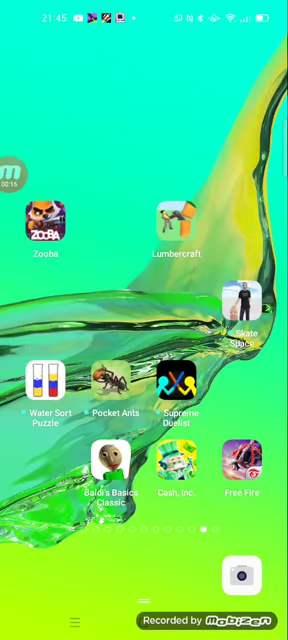 21:45
m
00:16
ZOOBA
Zooba
Lumbercraft
Skate
Space
Water Sort
Puzzle
Pocket Ants
Supreme
Duelist
Baldi's Basics
Classic
Cash, Inc.
Free Fire
Recorded by MOBIZEN